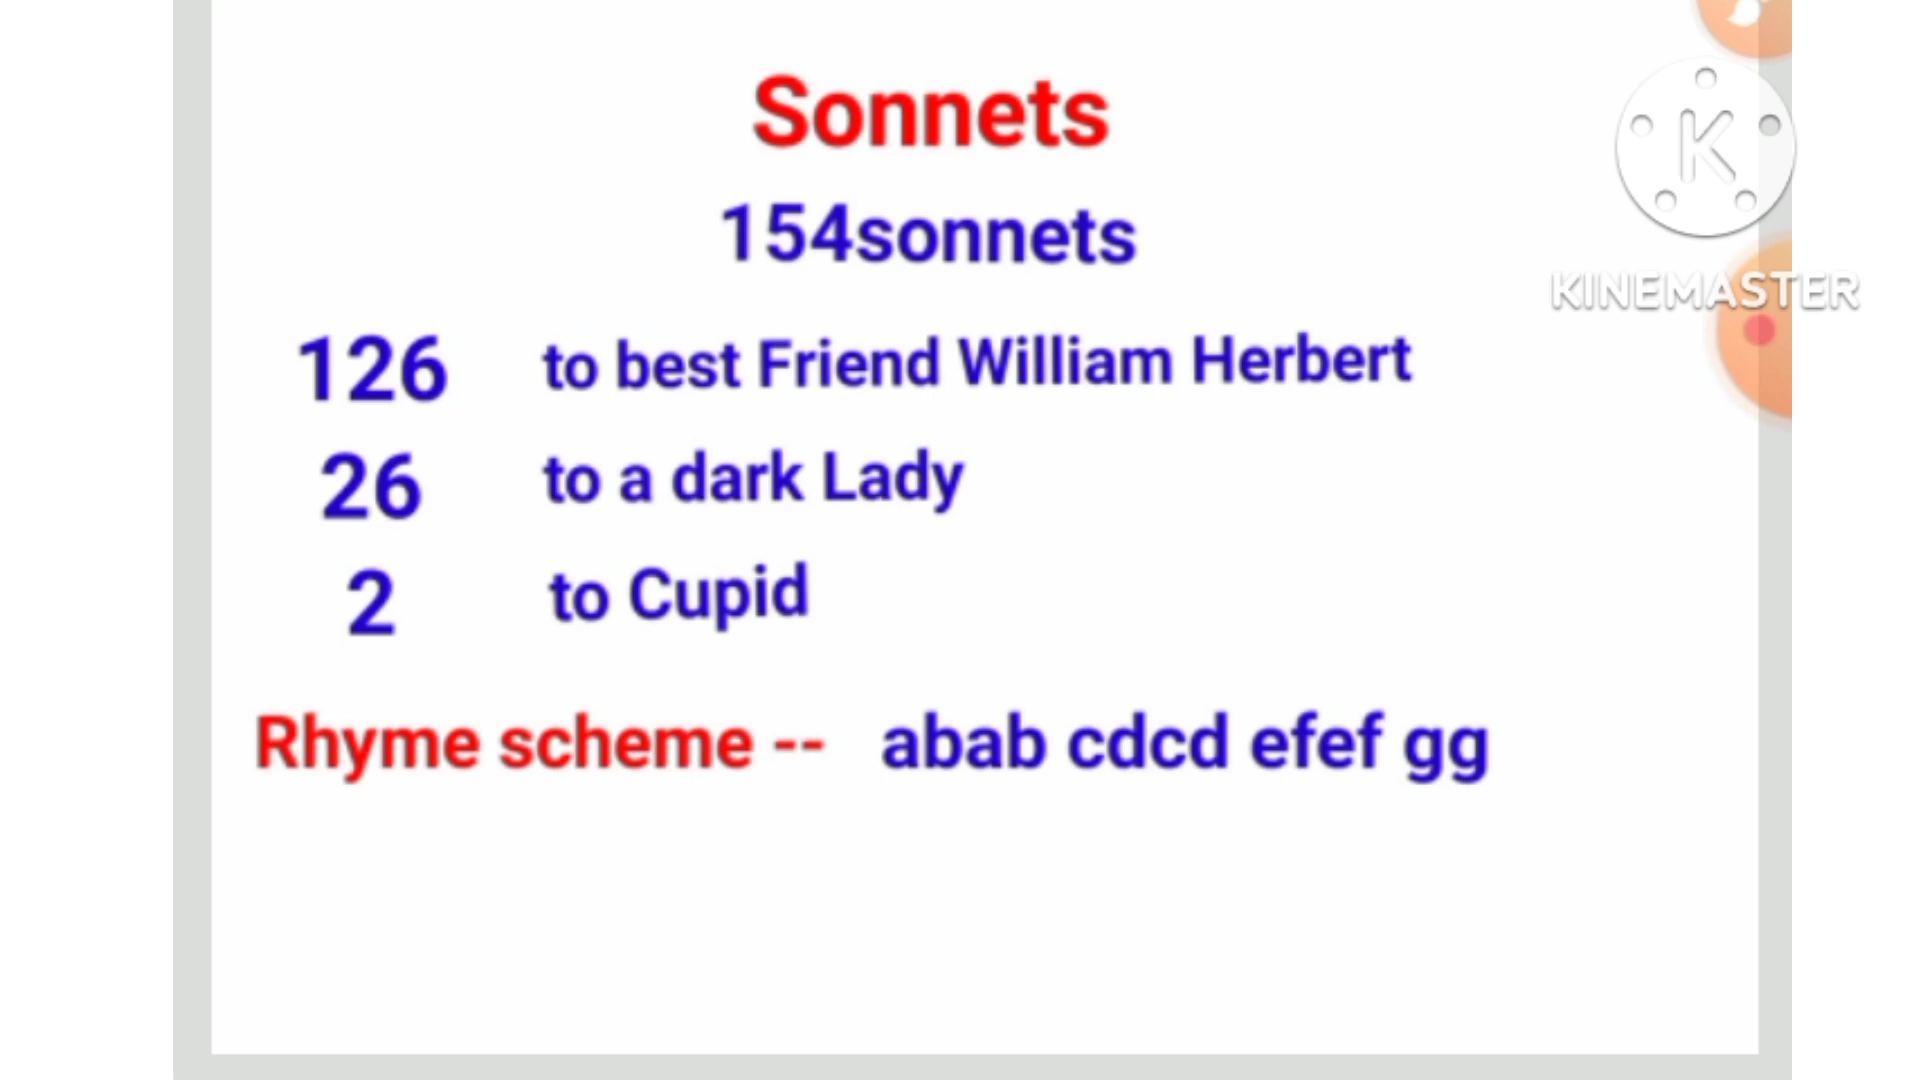 Sonnets
154sonnets
126 to best Friend William Herbert
26 to a dark Lady
2 to Cupid
Rhyme scheme -- abab cdcd efef gg
K
KINEMASTER